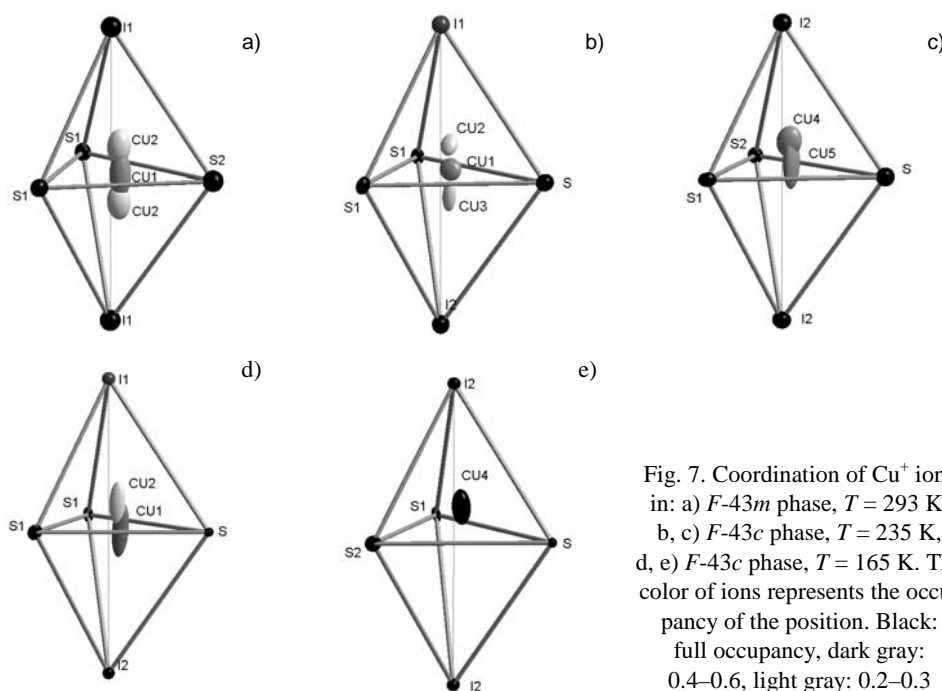 I1
a)
S1
CU2
S2
CU1
S1
CU2
I1
I1
b)
CU2
S1
CU1
S1
S
CU3
I2
I2
c)
CU4
S2
CU5
S1
S
I2
I1
d)
CU2
S1
CU1
S1
S
I2
I2
e)
CU4
S1
S2
S
I2
Fig. 7. Coordination of Cu+ ion
in: a) F-43m phase, T = 293 K
b, c) F-43c phase, T = 235 K,
d, e) F-43c phase, T = 165 K. T
color of ions represents the occu
pancy of the position. Black:
full occupancy, dark gray:
0.4–0.6, light gray: 0.2–0.3